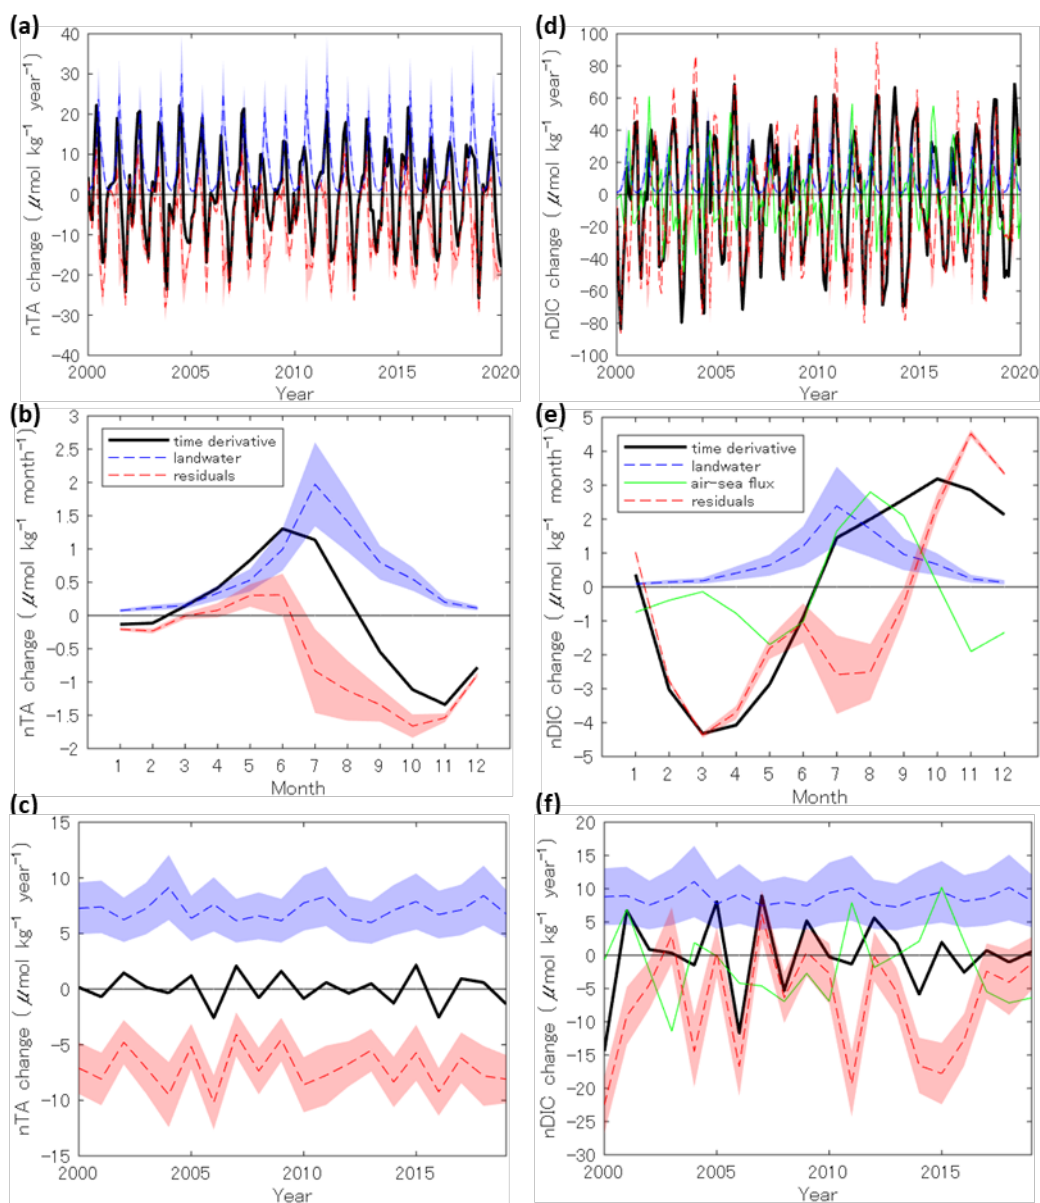 (a)
nTA change ( μmol kg⁻¹ year⁻¹)
40
30
20
10
0
−10
−20
−30
−40
2000 2005 2010 2015 2020
Year
(d)
nDIC change ( μmol kg⁻¹ year⁻¹)
100
80
60
40
20
0
−20
−40
−60
−80
−100
2000 2005 2010 2015 2020
Year
(b)
nTA change ( μmol kg⁻¹ month⁻¹)
3
2.5
2
1.5
1
0.5
0
−0.5
−1
−1.5
−2
time derivative
landwater
residuals
1 2 3 4 5 6 7 8 9 10 11 12
Month
(e)
nDIC change ( μmol kg⁻¹ month⁻¹)
5
4
3
2
1
0
−1
−2
−3
−4
−5
time derivative
landwater
air−sea flux
residuals
1 2 3 4 5 6 7 8 9 10 11 12
Month
(c)
nTA change ( μmol kg⁻¹ year⁻¹)
15
10
5
0
−5
−10
−15
2000 2005 2010 2015
Year
(f)
nDIC change ( μmol kg⁻¹ year⁻¹)
20
15
10
5
0
−5
−10
−15
−20
−25
−30
2000 2005 2010 2015
Year